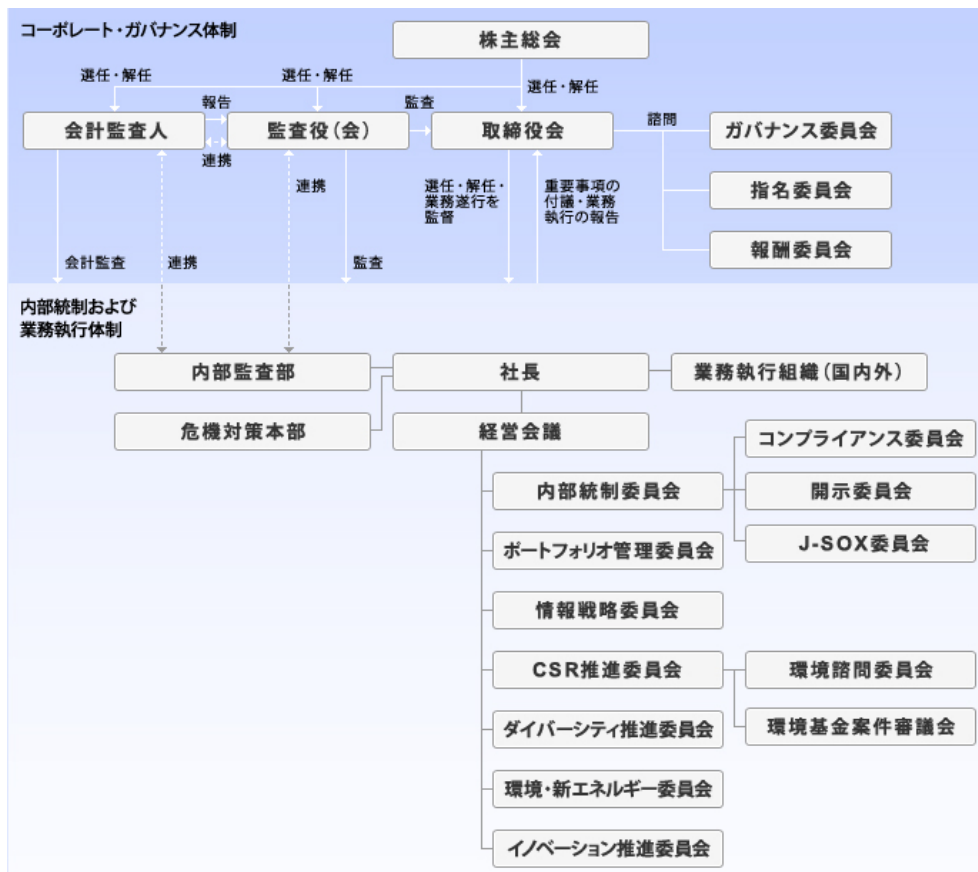 コーポレート・ガバナンス体制
株主総会
選任・解任
選任・解任
選任・解任
報告
監査
諮問
会計監査人
監査役(会)
取締役会
ガバナンス委員会
連携
連携
選任・解任・
業務遂行を
監督
重要事項の
付議・業務
執行の報告
指名委員会
報酬委員会
会計監査
連携
監査
内部統制および
業務執行体制
内部監査部
社長
業務執行組織(国内外)
危機対策本部
経営会議
コンプライアンス委員会
内部統制委員会
開示委員会
J-SOX委員会
ポートフォリオ管理委員会
情報戦略委員会
CSR推進委員会
環境諮問委員会
環境基金案件審議会
ダイバーシティ推進委員会
環境・新エネルギー委員会
イノベーション推進委員会